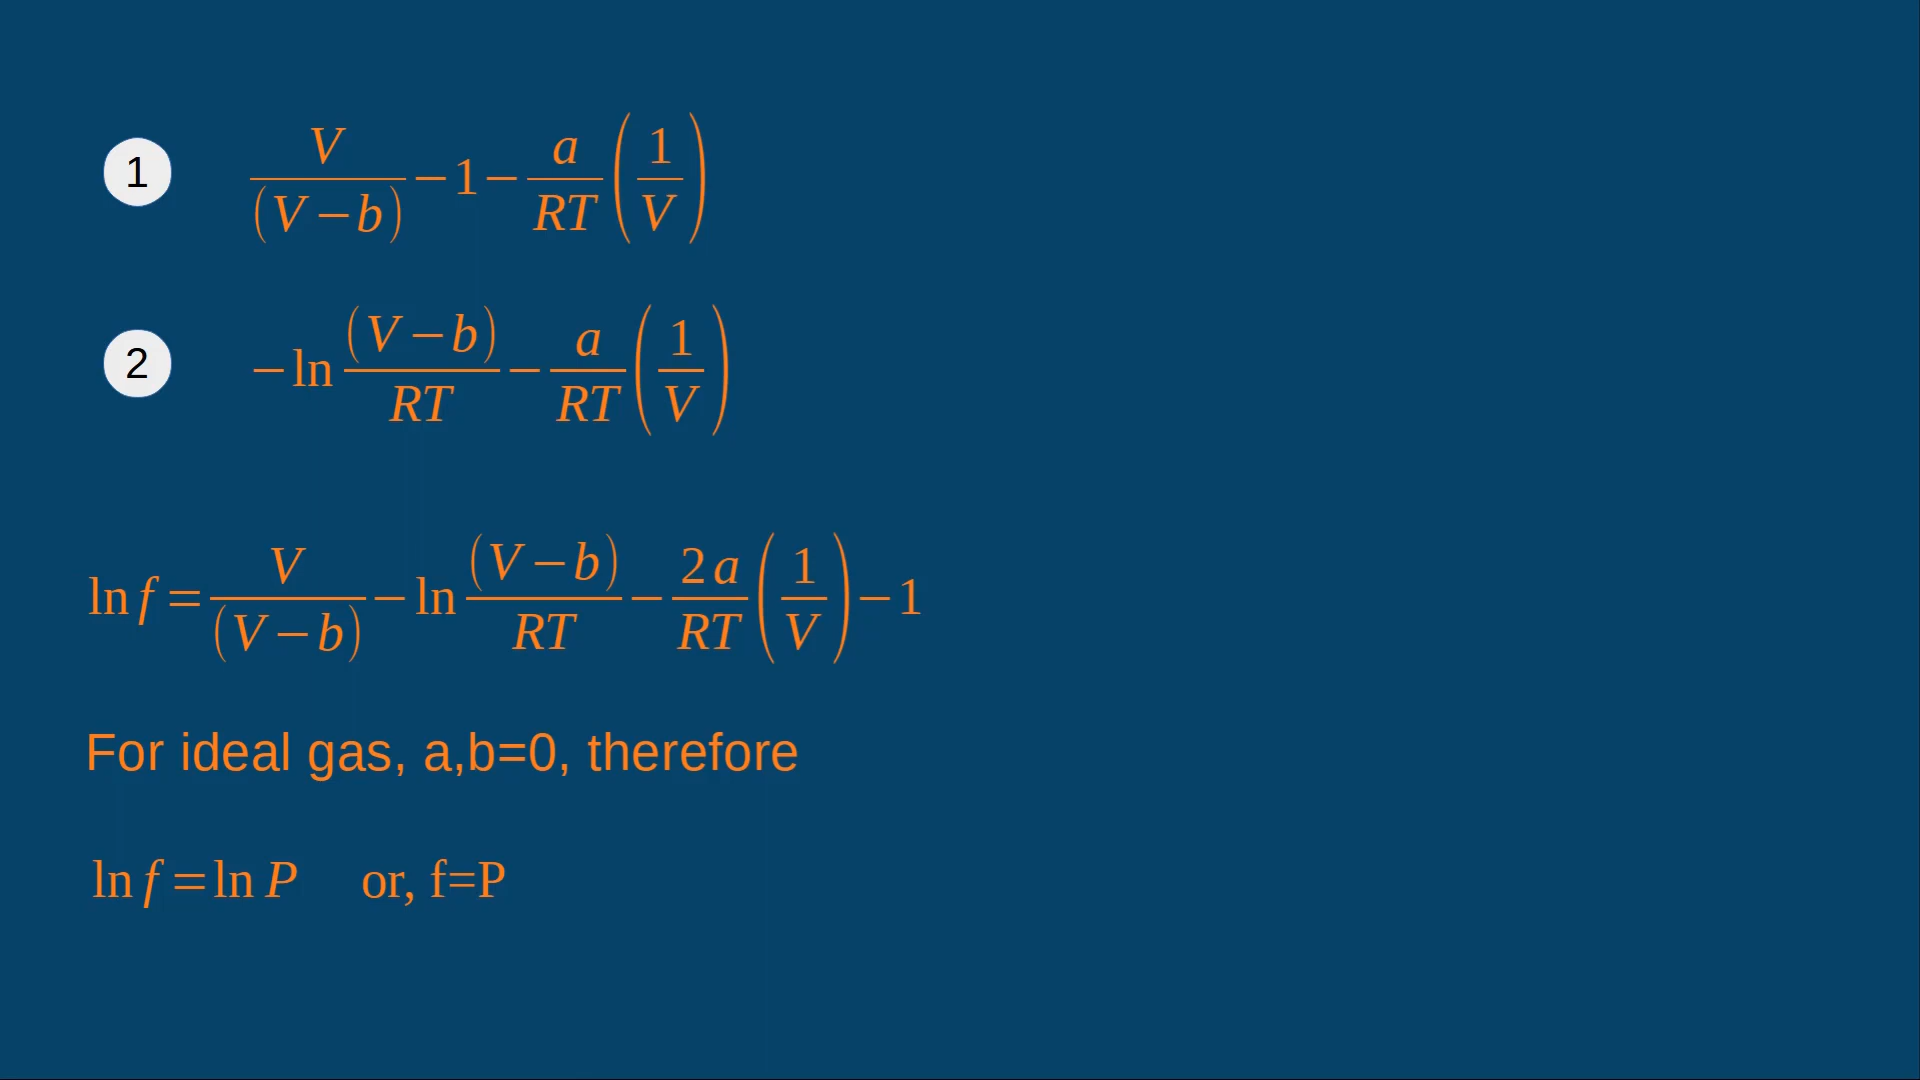 1 V/(V−b) −1− a/RT (1/V)
2 −ln (V−b)/RT − a/RT (1/V)
ln f = V/(V−b) − ln (V−b)/RT − 2a/RT (1/V) −1
For ideal gas, a,b=0, therefore
ln f = ln P or, f=P